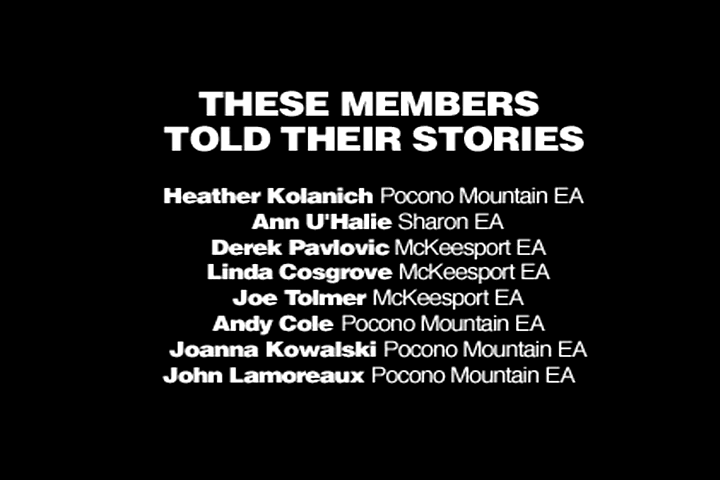 THESE MEMBERS
TOLD THEIR STORIES
Heather Kolanich Pocono Mountain EA
Ann U'Halie Sharon EA
Derek Pavlovic McKeesport EA
Linda Cosgrove McKeesport EA
Joe Tolmer McKeesport EA
Andy Cole Pocono Mountain EA
Joanna Kowalski Pocono Mountain EA
John Lamoreaux Pocono Mountain EA